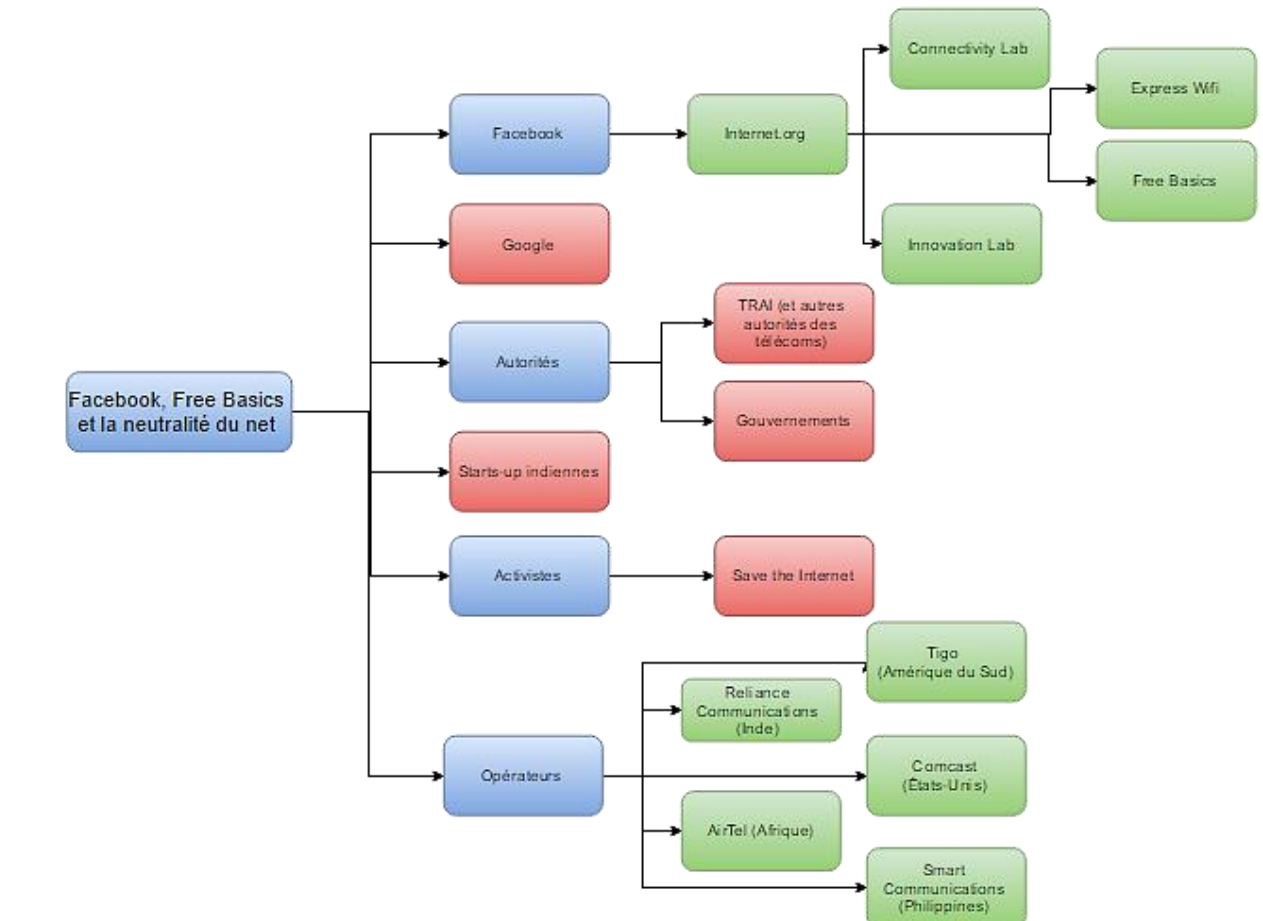 Connectivity Lab
Express Wifi
Facebook
Internet.org
Free Basics
Google
Innovation Lab
TRAI (et autres
autorités des
télécoms)
Autorités
Gouvernements
Facebook, Free Basics
et la neutralité du net
Starts-up indiennes
Activistes
Save the Internet
Tigo
(Amérique du Sud)
Reliance
Communications
(Inde)
Opérateurs
Comcast
(États-Unis)
AirTel (Afrique)
Smart
Communications
(Philippines)